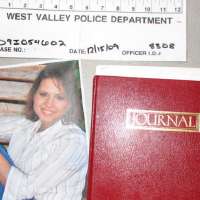 1 2 3 4 5 6 7 8 9 10 11 12
WEST VALLEY POLICE DEPARTMENT
CASE NO. 09I054602 DATE: 12/15/09 OFFICER I.D.# 8808
JOURNAL